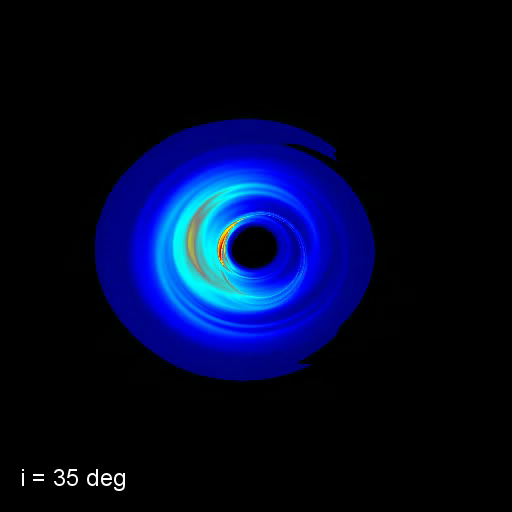 i = 35 deg